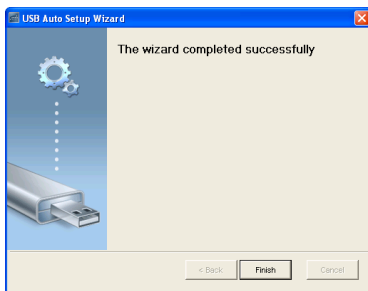 USB Auto Setup Wizard
The wizard completed successfully
< Back
Finish
Cancel